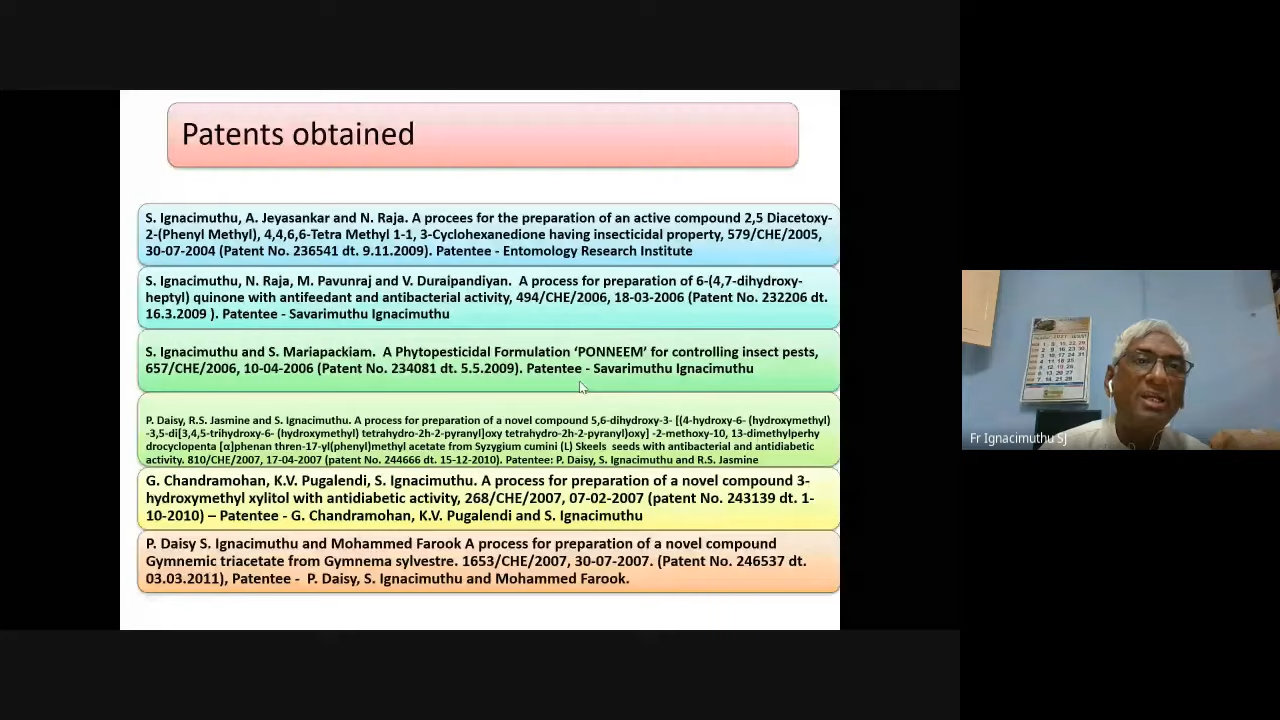 Patents obtained
S. Ignacimuthu, A. Jeyasankar and N. Raja. A procees for the preparation of an active compound 2,5 Diacetoxy-
2-(Phenyl Methyl), 4,4,6,6-Tetra Methyl 1-1, 3-Cyclohexanedione having insecticidal property, 579/CHE/2005,
30-07-2004 (Patent No. 236541 dt. 9.11.2009). Patentee - Entomology Research Institute
S. Ignacimuthu, N. Raja, M. Pavunraj and V. Duraipandiyan. A process for preparation of 6-(4,7-dihydroxy-
heptyl) quinone with antifeedant and antibacterial activity, 494/CHE/2006, 18-03-2006 (Patent No. 232206 dt.
16.3.2009 ). Patentee - Savarimuthu Ignacimuthu
S. Ignacimuthu and S. Mariapackiam. A Phytopesticidal Formulation ‘PONNEEM’ for controlling insect pests,
657/CHE/2006, 10-04-2006 (Patent No. 234081 dt. 5.5.2009). Patentee - Savarimuthu Ignacimuthu
P. Daisy, R.S. Jasmine and S. Ignacimuthu. A process for preparation of a novel compound 5,6-dihydroxy-3- [(4-hydroxy-6- (hydroxymethyl)
-3,5-di[3,4,5-trihydroxy-6- (hydroxymethyl) tetrahydro-2h-2-pyranyl]oxy tetrahydro-2h-2-pyranyl)oxy] -2-methoxy-10, 13-dimethylperhy
drocyclopenta [α]phenan thren-17-yl(phenyl)methyl acetate from Syzygium cumini (L) Skeels seeds with antibacterial and antidiabetic
activity. 810/CHE/2007, 17-04-2007 (patent No. 244666 dt. 15-12-2010). Patentee: P. Daisy, S. Ignacimuthu and R.S. Jasmine
G. Chandramohan, K.V. Pugalendi, S. Ignacimuthu. A process for preparation of a novel compound 3-
hydroxymethyl xylitol with antidiabetic activity, 268/CHE/2007, 07-02-2007 (patent No. 243139 dt. 1-
10-2010) – Patentee - G. Chandramohan, K.V. Pugalendi and S. Ignacimuthu
P. Daisy S. Ignacimuthu and Mohammed Farook A process for preparation of a novel compound
Gymnemic triacetate from Gymnema sylvestre. 1653/CHE/2007, 30-07-2007. (Patent No. 246537 dt.
03.03.2011), Patentee - P. Daisy, S. Ignacimuthu and Mohammed Farook.
Fr Ignacimuthu SJ